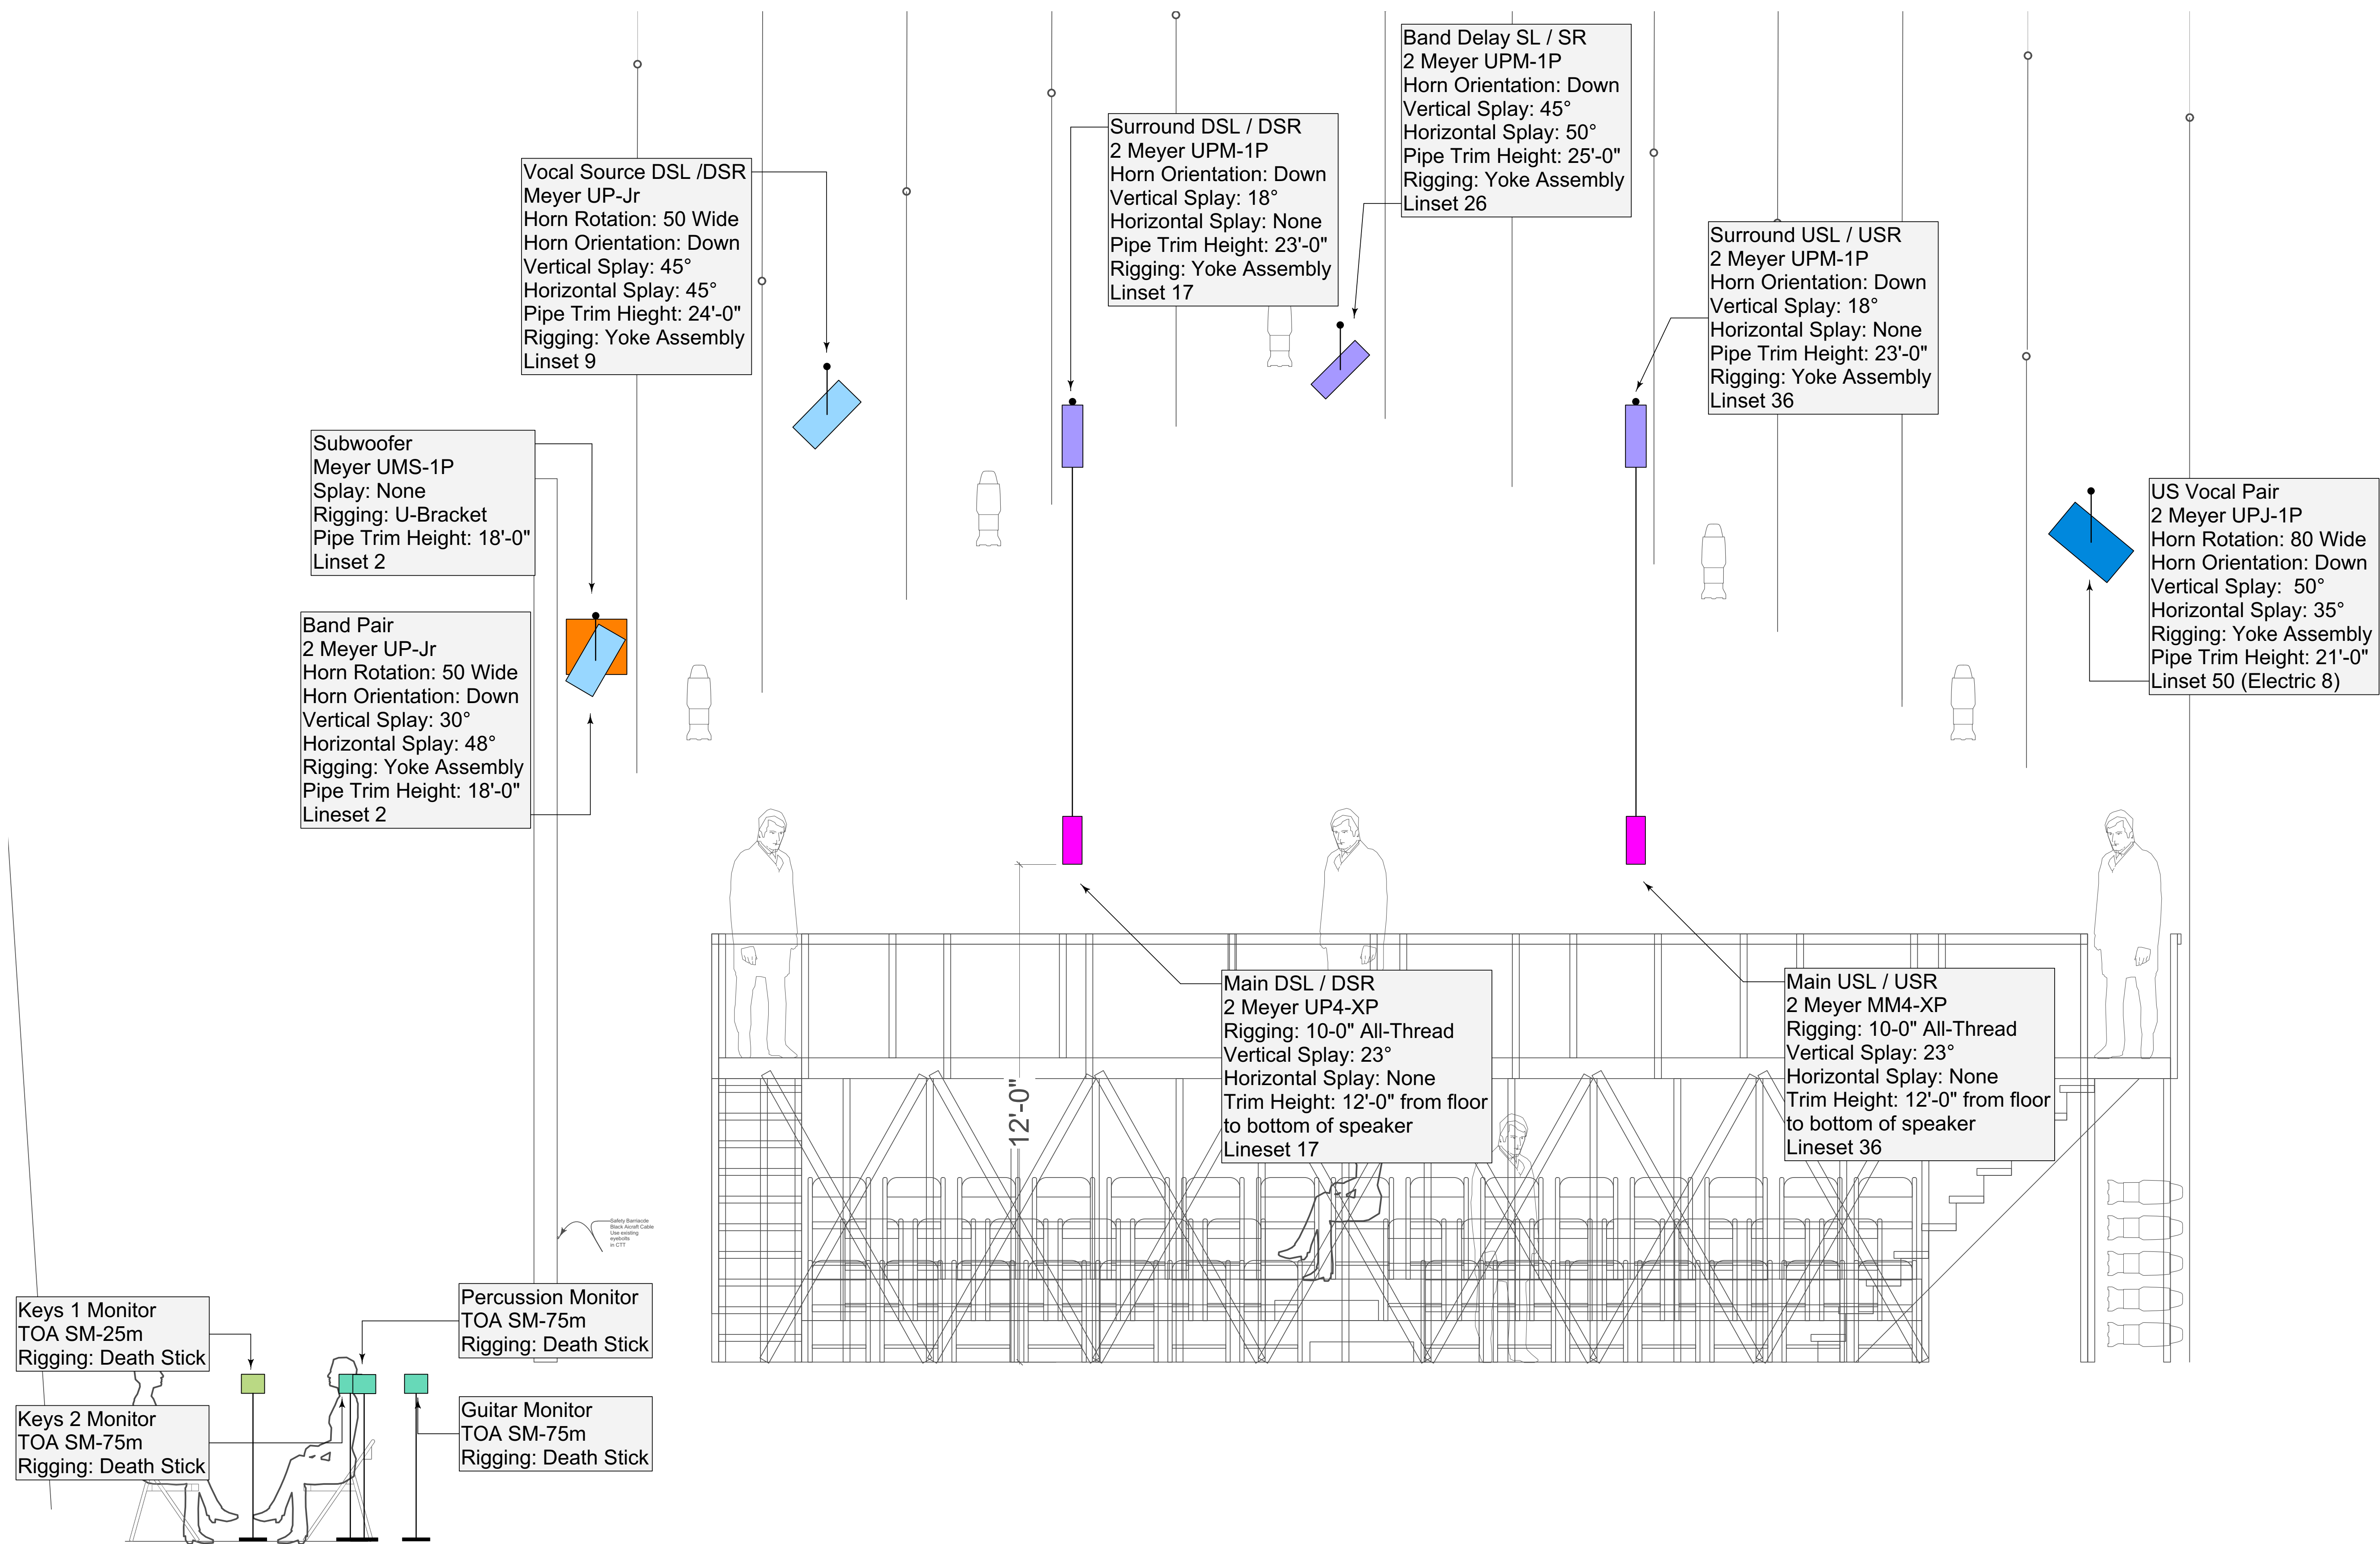 Band Delay SL / SR
2 Meyer UPM-1P
Horn Orientation: Down
Vertical Splay: 45°
Horizontal Splay: 50°
Pipe Trim Height: 25'-0"
Rigging: Yoke Assembly
Linset 26
Surround DSL / DSR
2 Meyer UPM-1P
Horn Orientation: Down
Vertical Splay: 18°
Horizontal Splay: None
Pipe Trim Height: 23'-0"
Rigging: Yoke Assembly
Linset 17
Vocal Source DSL /DSR
Meyer UP-Jr
Horn Rotation: 50 Wide
Horn Orientation: Down
Vertical Splay: 45°
Horizontal Splay: 45°
Pipe Trim Hieght: 24'-0"
Rigging: Yoke Assembly
Linset 9
Surround USL / USR
2 Meyer UPM-1P
Horn Orientation: Down
Vertical Splay: 18°
Horizontal Splay: None
Pipe Trim Height: 23'-0"
Rigging: Yoke Assembly
Linset 36
Subwoofer
Meyer UMS-1P
Splay: None
Rigging: U-Bracket
Pipe Trim Height: 18'-0"
Linset 2
US Vocal Pair
2 Meyer UPJ-1P
Horn Rotation: 80 Wide
Horn Orientation: Down
Vertical Splay:  50°
Horizontal Splay: 35°
Rigging: Yoke Assembly
Pipe Trim Height: 21'-0"
Linset 50 (Electric 8)
Band Pair
2 Meyer UP-Jr
Horn Rotation: 50 Wide
Horn Orientation: Down
Vertical Splay: 30°
Horizontal Splay: 48°
Rigging: Yoke Assembly
Pipe Trim Height: 18'-0"
Lineset 2
12'-0"
Main DSL / DSR
2 Meyer UP4-XP
Rigging: 10-0" All-Thread
Vertical Splay: 23°
Horizontal Splay: None
Trim Height: 12'-0" from floor
to bottom of speaker
Lineset 17
Main USL / USR
2 Meyer MM4-XP
Rigging: 10-0" All-Thread
Vertical Splay: 23°
Horizontal Splay: None
Trim Height: 12'-0" from floor
to bottom of speaker
Lineset 36
Safety Barriacde
Black Aicraft Cable
Use existing
eyebolts
in CTT
Keys 1 Monitor
TOA SM-25m
Rigging: Death Stick
Percussion Monitor
TOA SM-75m
Rigging: Death Stick
Keys 2 Monitor
TOA SM-75m
Rigging: Death Stick
Guitar Monitor
TOA SM-75m
Rigging: Death Stick